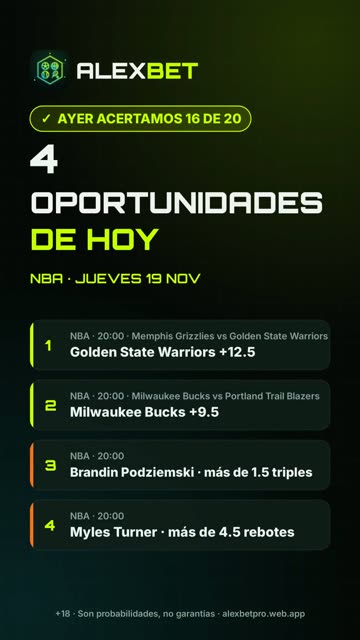 ALEXBET
✓ AYER ACERTAMOS 16 DE 20
4
OPORTUNIDADES
DE HOY
NBA · JUEVES 19 NOV
1
NBA · 20:00 · Memphis Grizzlies vs Golden State Warriors
Golden State Warriors +12.5
2
NBA · 20:00 · Milwaukee Bucks vs Portland Trail Blazers
Milwaukee Bucks +9.5
3
NBA · 20:00
Brandin Podziemski · más de 1.5 triples
4
NBA · 20:00
Myles Turner · más de 4.5 rebotes
+18 · Son probabilidades, no garantías · alexbetpro.web.app